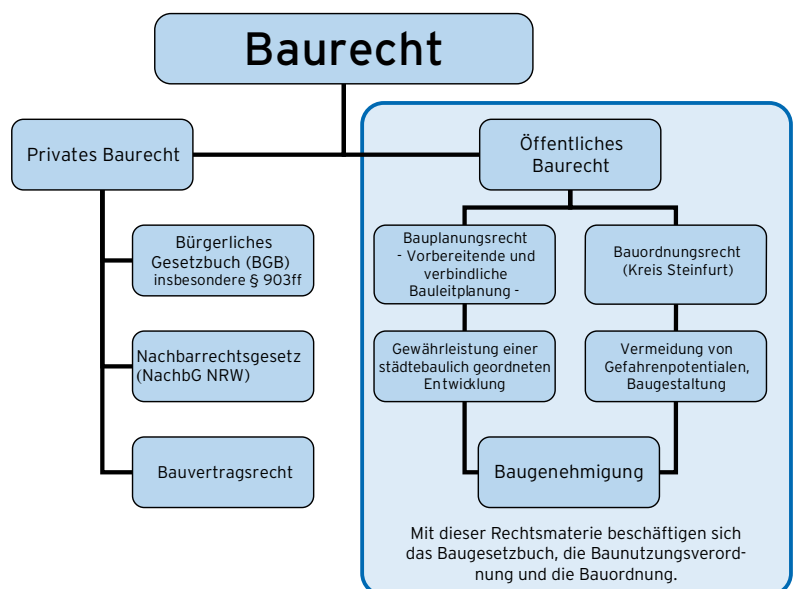 Baurecht
Privates Baurecht
Öffentliches
Baurecht
Bürgerliches
Gesetzbuch (BGB)
insbesondere § 903ff
Nachbarrechtsgesetz
(NachbG NRW)
Bauvertragsrecht
Bauplanungsrecht
- Vorbereitende und
verbindliche
Bauleitplanung -
Bauordnungsrecht
(Kreis Steinfurt)
Gewährleistung einer
städtebaulich geordneten
Entwicklung
Vermeidung von
Gefahrenpotentialen,
Baugestaltung
Baugenehmigung
Mit dieser Rechtsmaterie beschäftigen sich
das Baugesetzbuch, die Baunutzungsverord-
nung und die Bauordnung.